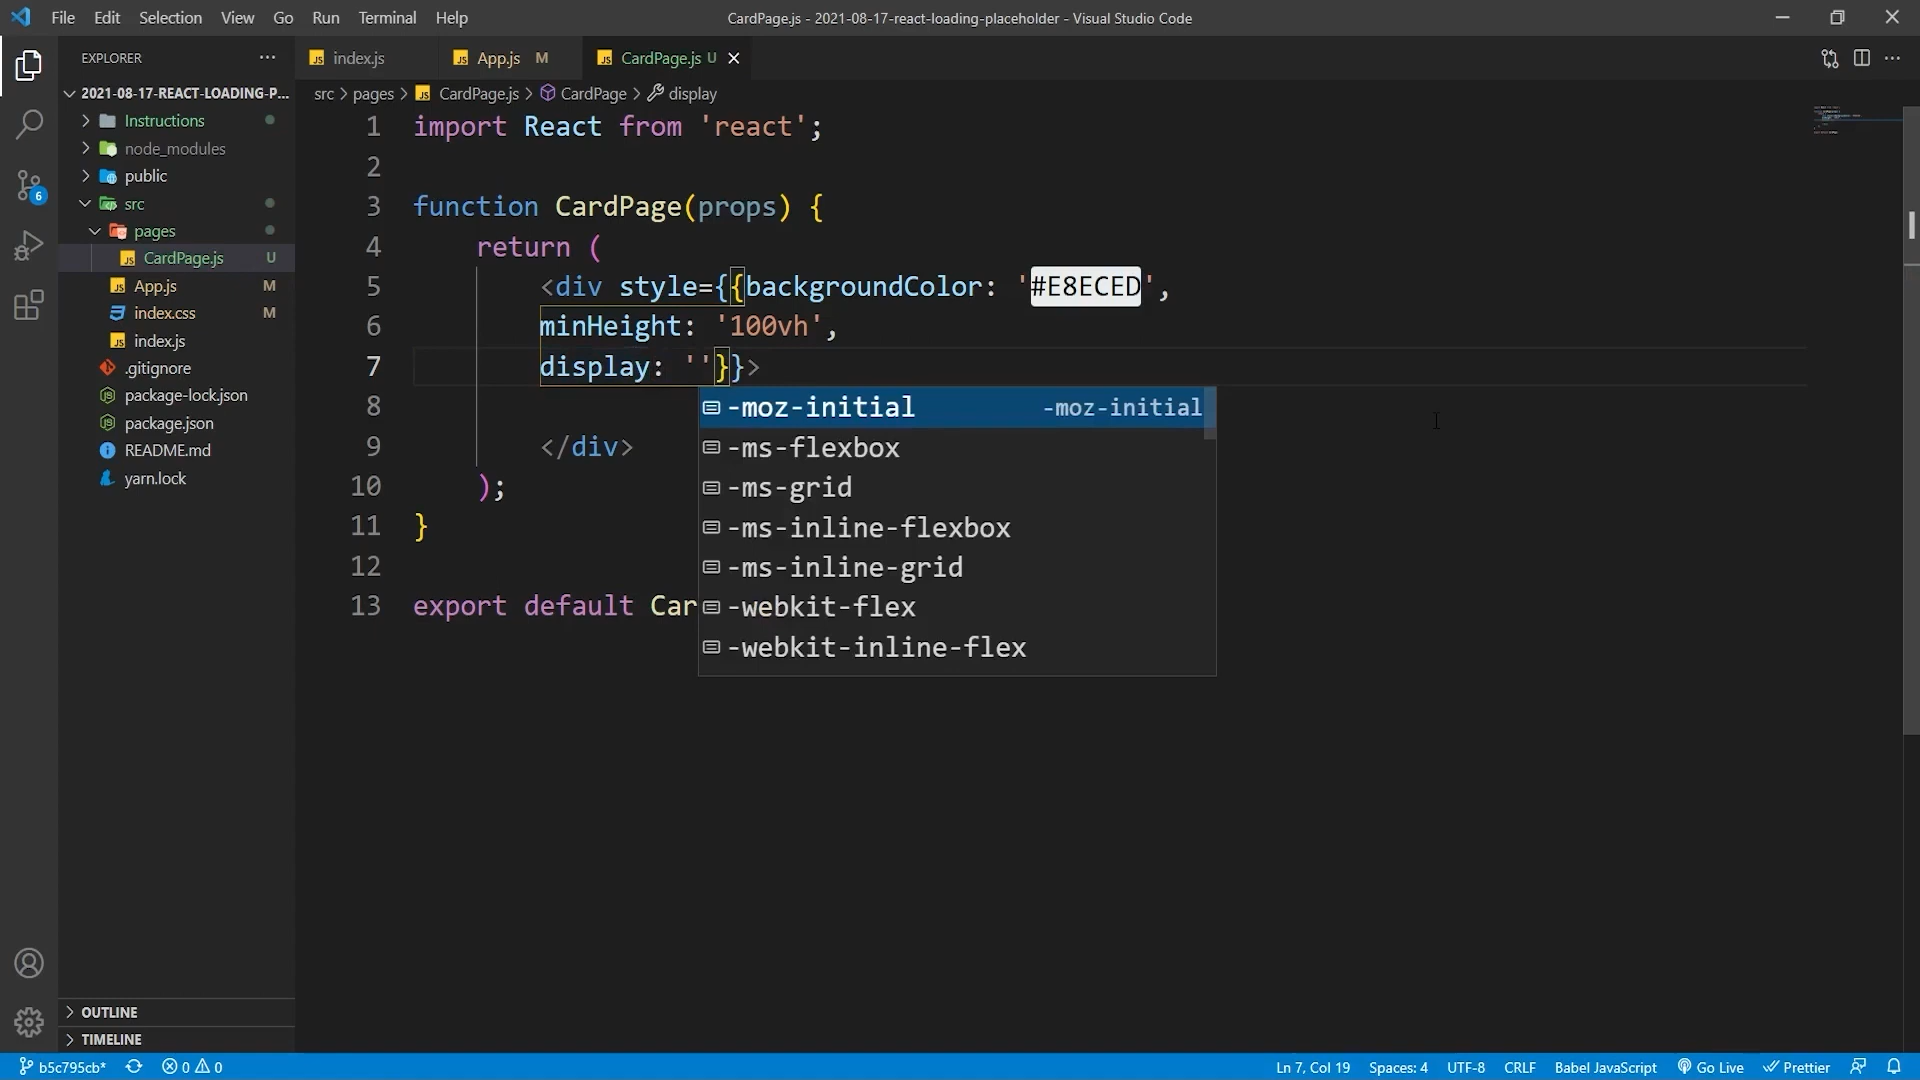 File Edit Selection View Go Run Terminal Help
CardPage.js - 2021-08-17-react-loading-placeholder - Visual Studio Code
EXPLORER
2021-08-17-REACT-LOADING-P...
Instructions
node_modules
public
src
pages
CardPage.js U
App.js M
index.css M
index.js
.gitignore
package-lock.json
package.json
README.md
yarn.lock
6
OUTLINE
TIMELINE
index.js App.js M CardPage.js U
src > pages > CardPage.js > CardPage > display
1 import React from 'react';
2
3 function CardPage(props) {
4 return (
5 <div style={{backgroundColor: '#E8ECED',
6 minHeight: '100vh',
7 display: ''}}>
8
9 </div>
10 );
11 }
12
13 export default Car
-moz-initial -moz-initial
-ms-flexbox
-ms-grid
-ms-inline-flexbox
-ms-inline-grid
-webkit-flex
-webkit-inline-flex
b5c795cb* 0 0 Ln 7, Col 19 Spaces: 4 UTF-8 CRLF Babel JavaScript Go Live Prettier